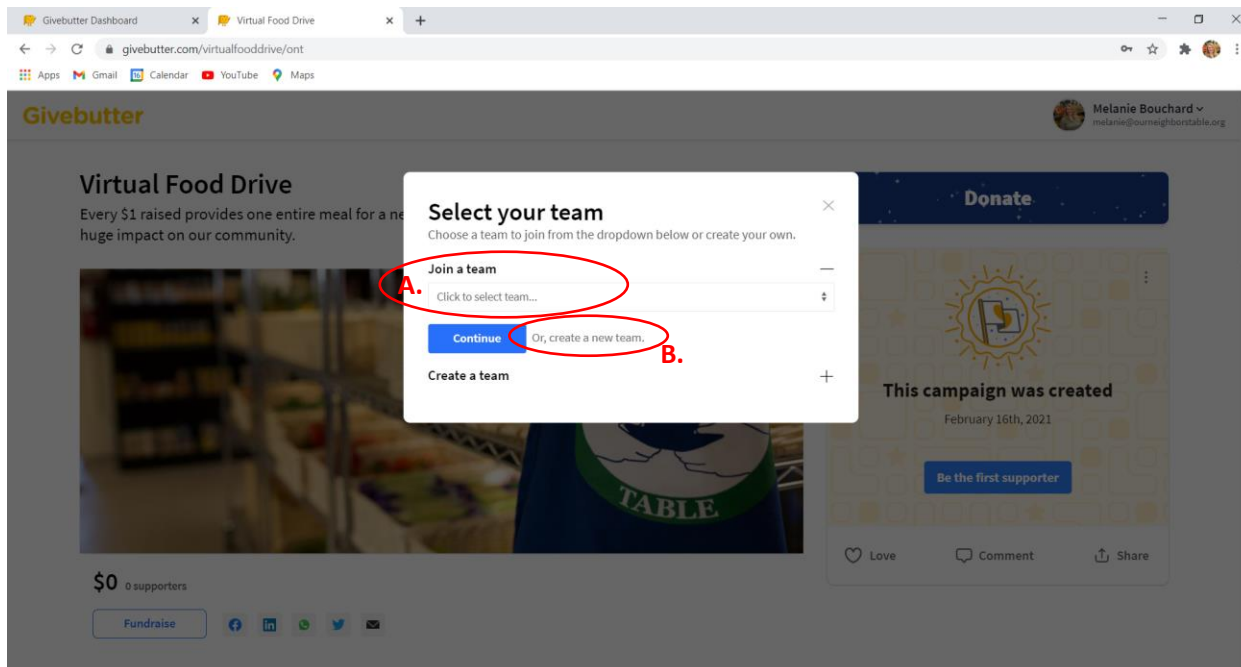 Givebutter Dashboard
Virtual Food Drive
givebutter.com/virtualfooddrive/ont
Apps Gmail Calendar YouTube Maps
Givebutter
Melanie Bouchard
melanie@ourneighborstable.org
Virtual Food Drive
Every $1 raised provides one entire meal for a ne
huge impact on our community.
Select your team
Choose a team to join from the dropdown below or create your own.
Join a team
A.
Click to select team...
Continue
Or, create a new team.
B.
Create a team
Donate
This campaign was created
February 16th, 2021
Be the first supporter
Love Comment Share
TABLE
$0 0 supporters
Fundraise